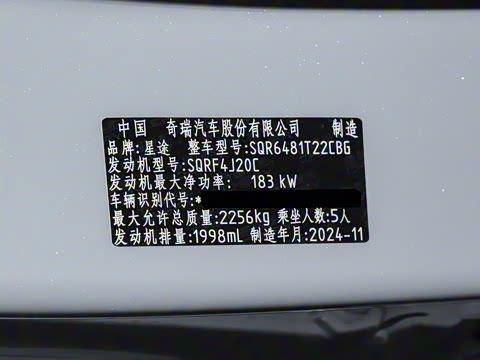 中国 奇瑞汽车股份有限公司 制造
品牌:星途 整车型号:SQR6481T22CBG
发动机型号:SQRF4J20C
发动机最大净功率: 183 kW
车辆识别代号:*
最大允许总质量:2256kg 乘坐人数:5人
发动机排量:1998mL 制造年月:2024-11